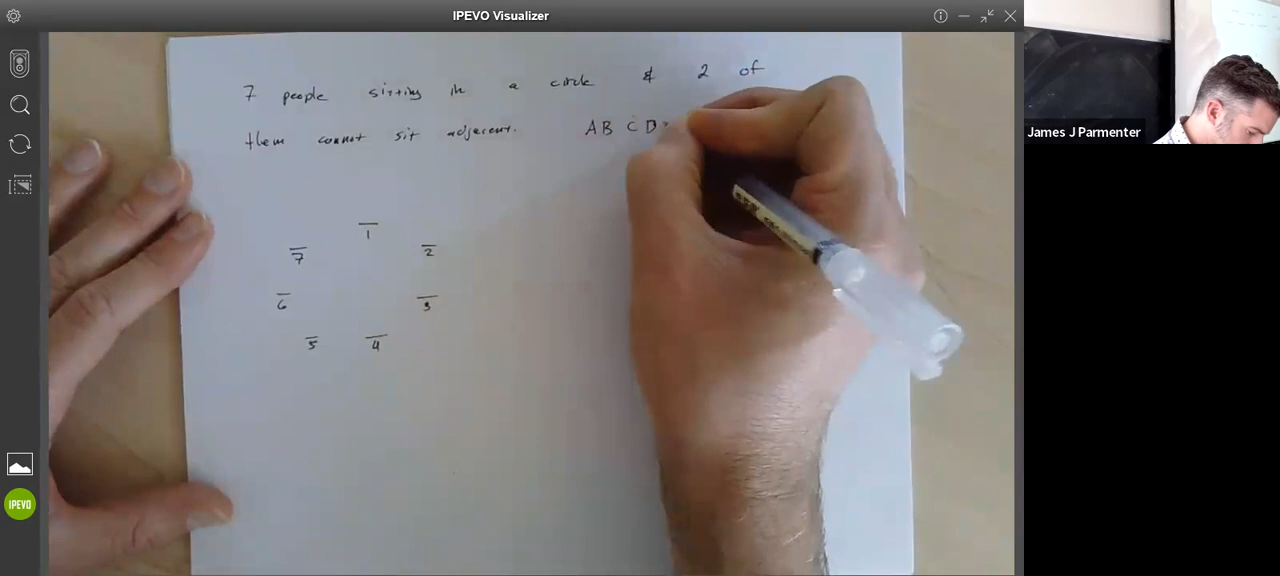 IPEVO Visualizer
7 people sitting in a circle & 2 of
them cannot sit adjacent. A B C D
1
7 2
6 3
5 4
James J Parmenter
IPEVO